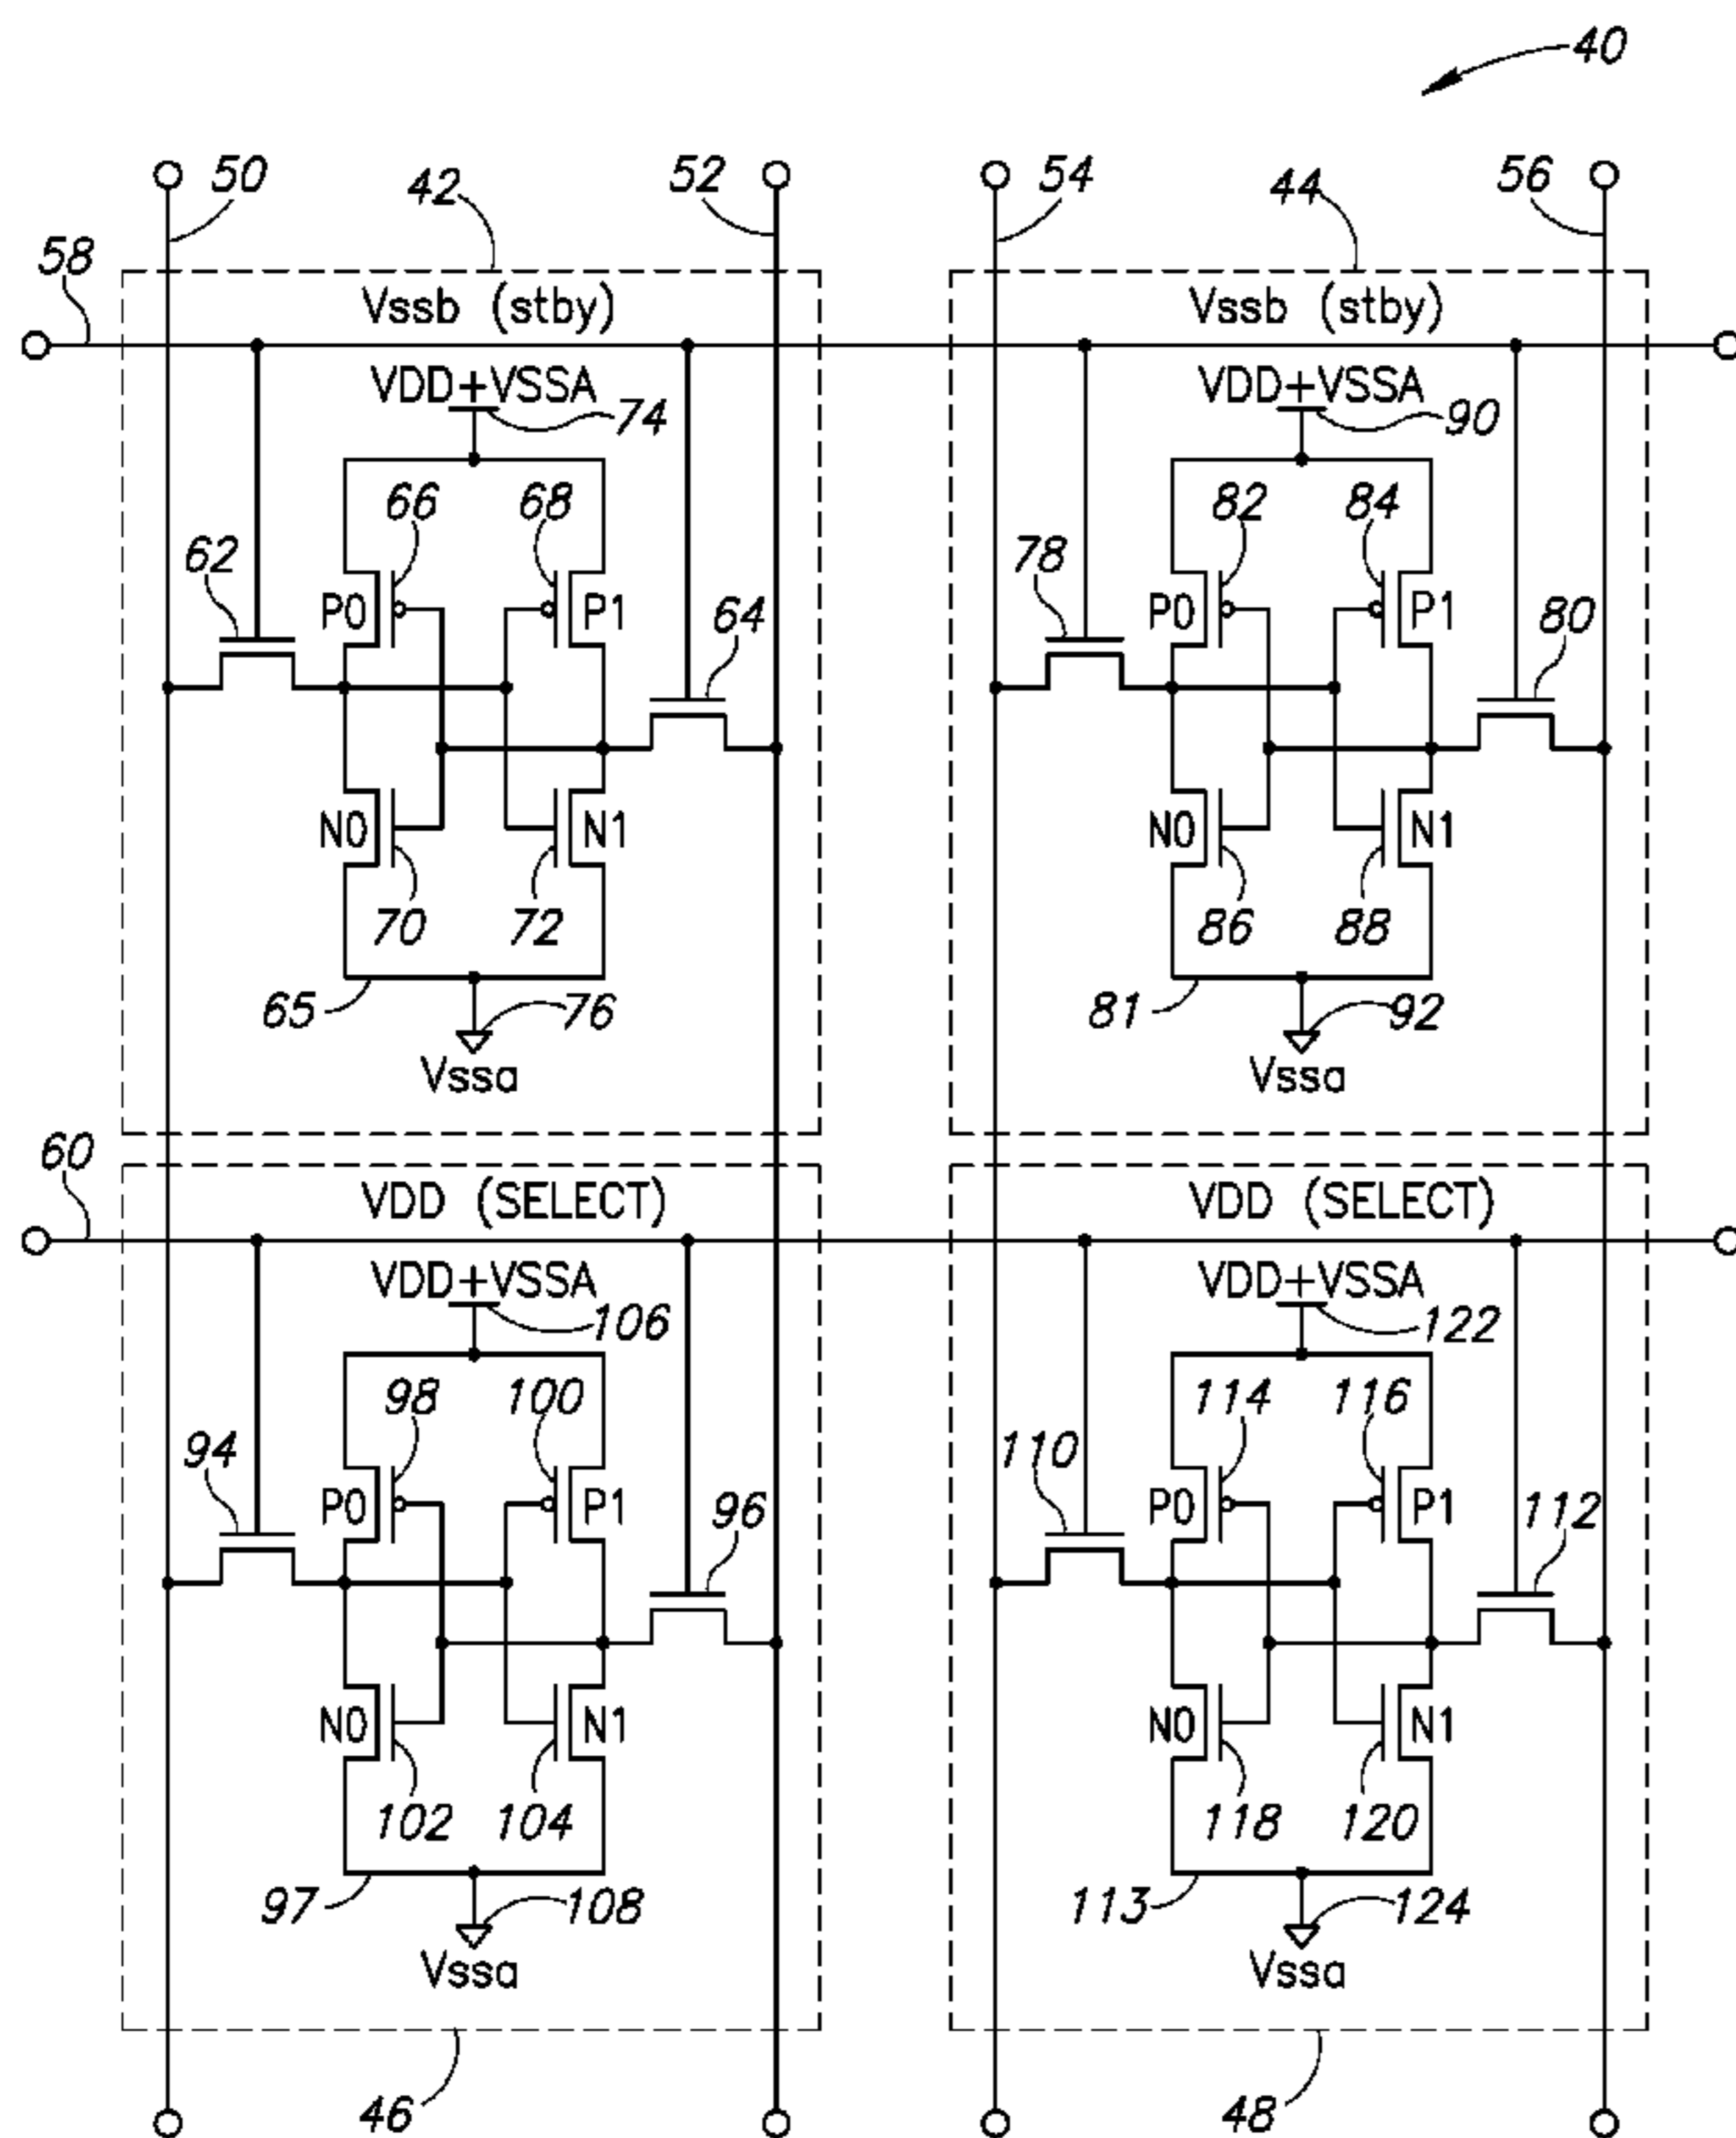 40
50 42 52 54 44 56
58
Vssb (stby) Vssb (stby)
VDD+VSSA VDD+VSSA
74 90
66 68 82 84
62 78
P0 P1 64 P0 P1 80
N0 N1 N0 N1
70 72 86 88
65 76 81 92
Vssa Vssa
60
VDD (SELECT) VDD (SELECT)
VDD+VSSA VDD+VSSA
106 122
98 100 114 116
94 110
P0 P1 96 P0 P1 112
N0 N1 N0 N1
102 104 118 120
97 108 113 124
Vssa Vssa
46 48